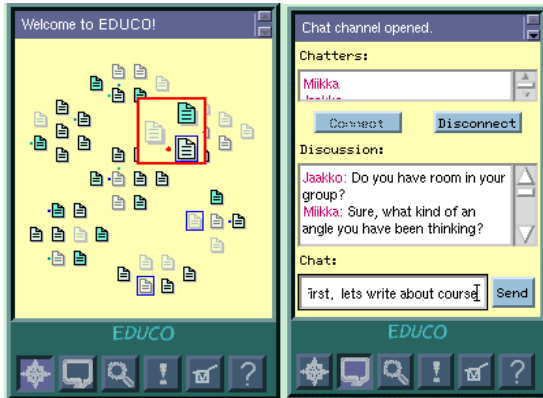 Welcome to EDUCO!
EDUCO
Chat channel opened.
Chatters:
Miikka
Jaakko
Connect Disconnect
Discussion:
Jaakko: Do you have room in your
group?
Miikka: Sure, what kind of an
angle you have been thinking?
Chat:
first, lets write about course
Send
EDUCO